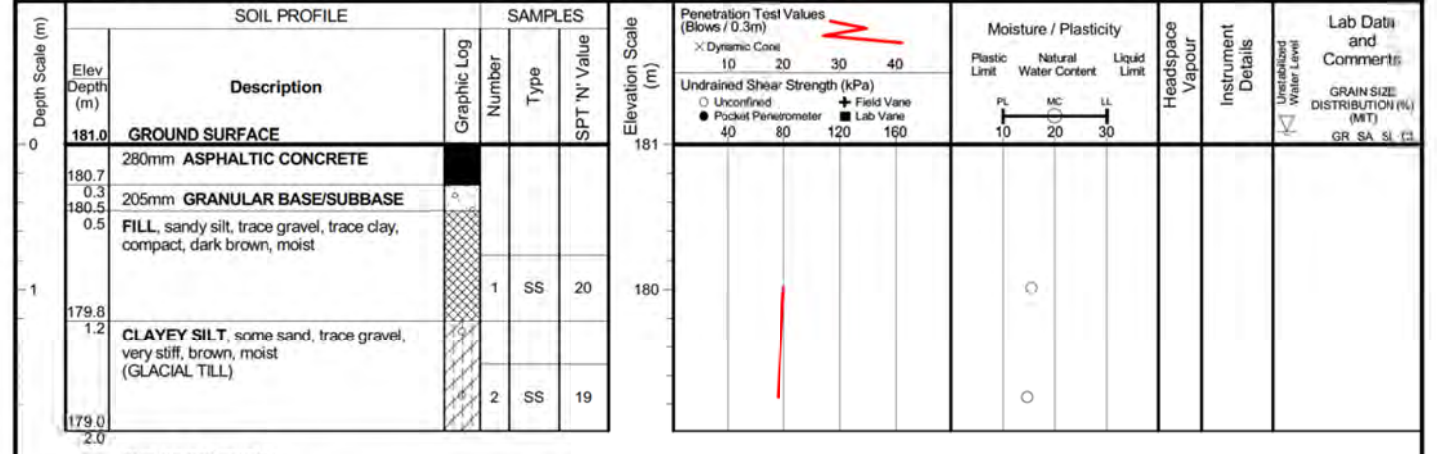 SOIL PROFILE
SAMPLES
Depth Scale (m)
Elev
Depth
(m)
Description
Graphic Log
Number
Type
SPT 'N' Value
Elevation Scale
(m)
Penetration Test Values
(Blows / 0.3m)
× Dynamic Cone
10 20 30 40
Undrained Shear Strength (kPa)
○ Unconfined + Field Vane
● Pocket Penetrometer ■ Lab Vane
40 80 120 160
Moisture / Plasticity
Plastic Natural Liquid
Limit Water Content Limit
PL MC LL
10 20 30
Headspace
Vapour
Instrument
Details
Unstabilized
Water Level
Lab Data
and
Comments
GRAIN SIZE
DISTRIBUTION (%)
(MIT)
GR SA SI CL
181.0 GROUND SURFACE
0
181
280mm ASPHALTIC CONCRETE
180.7
0.3
205mm GRANULAR BASE/SUBBASE
180.5
0.5
FILL, sandy silt, trace gravel, trace clay,
compact, dark brown, moist
1
1 SS 20
180
179.8
1.2
CLAYEY SILT, some sand, trace gravel,
very stiff, brown, moist
(GLACIAL TILL)
2 SS 19
179.0
2.0